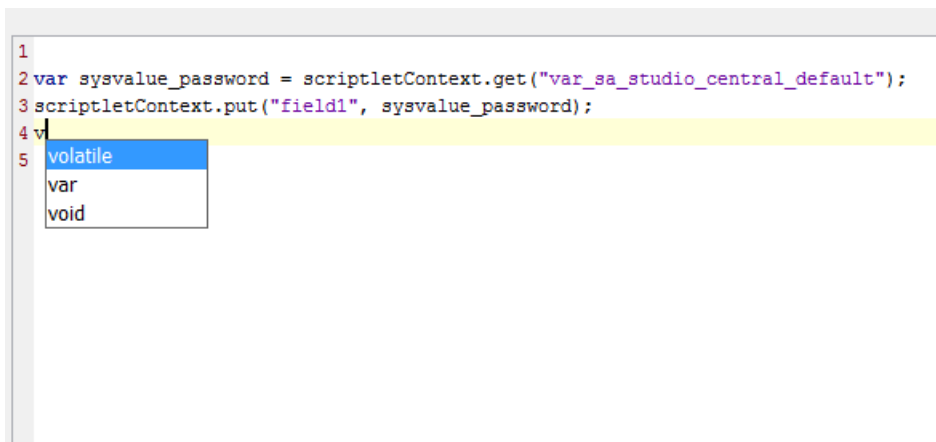 1
2 var sysvalue_password = scriptletContext.get("var_sa_studio_central_default");
3 scriptletContext.put("field1", sysvalue_password);
4 v
5 volatile
var
void